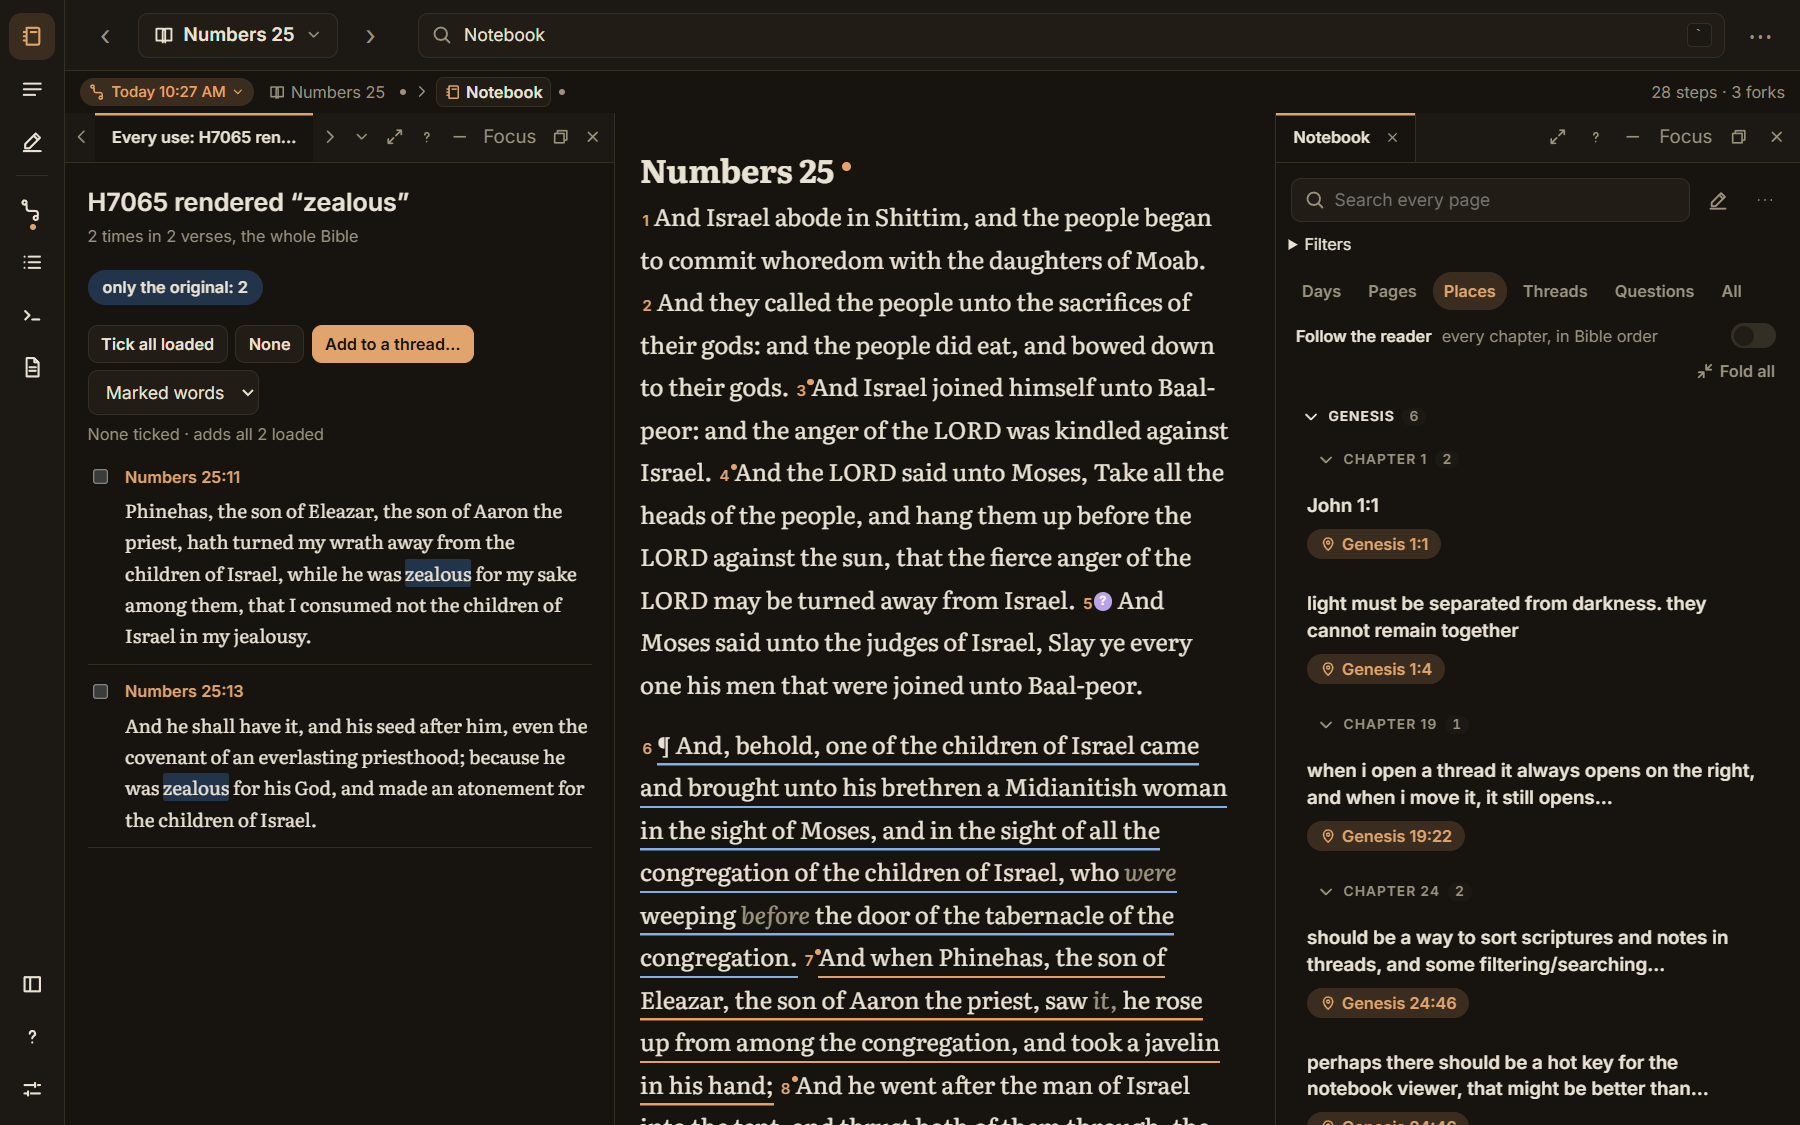 Numbers 25
Notebook
`
Today 10:27 AM
Numbers 25
Notebook
28 steps · 3 forks
Every use: H7065 ren...
?
Focus
H7065 rendered “zealous”
2 times in 2 verses, the whole Bible
only the original: 2
Tick all loaded
None
Add to a thread...
Marked words
None ticked · adds all 2 loaded
Numbers 25:11
Phinehas, the son of Eleazar, the son of Aaron the
priest, hath turned my wrath away from the
children of Israel, while he was zealous for my sake
among them, that I consumed not the children of
Israel in my jealousy.
Numbers 25:13
And he shall have it, and his seed after him, even the
covenant of an everlasting priesthood; because he
was zealous for his God, and made an atonement for
the children of Israel.
Numbers 25
1 And Israel abode in Shittim, and the people began
to commit whoredom with the daughters of Moab.
2 And they called the people unto the sacrifices of
their gods: and the people did eat, and bowed down
to their gods. 3 And Israel joined himself unto Baal-
peor: and the anger of the LORD was kindled against
Israel. 4 And the LORD said unto Moses, Take all the
heads of the people, and hang them up before the
LORD against the sun, that the fierce anger of the
LORD may be turned away from Israel. 5 ? And
Moses said unto the judges of Israel, Slay ye every
one his men that were joined unto Baal-peor.
6 ¶ And, behold, one of the children of Israel came
and brought unto his brethren a Midianitish woman
in the sight of Moses, and in the sight of all the
congregation of the children of Israel, who were
weeping before the door of the tabernacle of the
congregation. 7 And when Phinehas, the son of
Eleazar, the son of Aaron the priest, saw it, he rose
up from among the congregation, and took a javelin
in his hand; 8 And he went after the man of Israel
into the tent, and thrust both of them through, the
Notebook
?
Focus
Search every page
Filters
Days
Pages
Places
Threads
Questions
All
Follow the reader every chapter, in Bible order
Fold all
GENESIS 6
CHAPTER 1 2
John 1:1
Genesis 1:1
light must be separated from darkness. they
cannot remain together
Genesis 1:4
CHAPTER 19 1
when i open a thread it always opens on the right,
and when i move it, it still opens...
Genesis 19:22
CHAPTER 24 2
should be a way to sort scriptures and notes in
threads, and some filtering/searching...
Genesis 24:46
perhaps there should be a hot key for the
notebook viewer, that might be better than...
Genesis 24:46
?